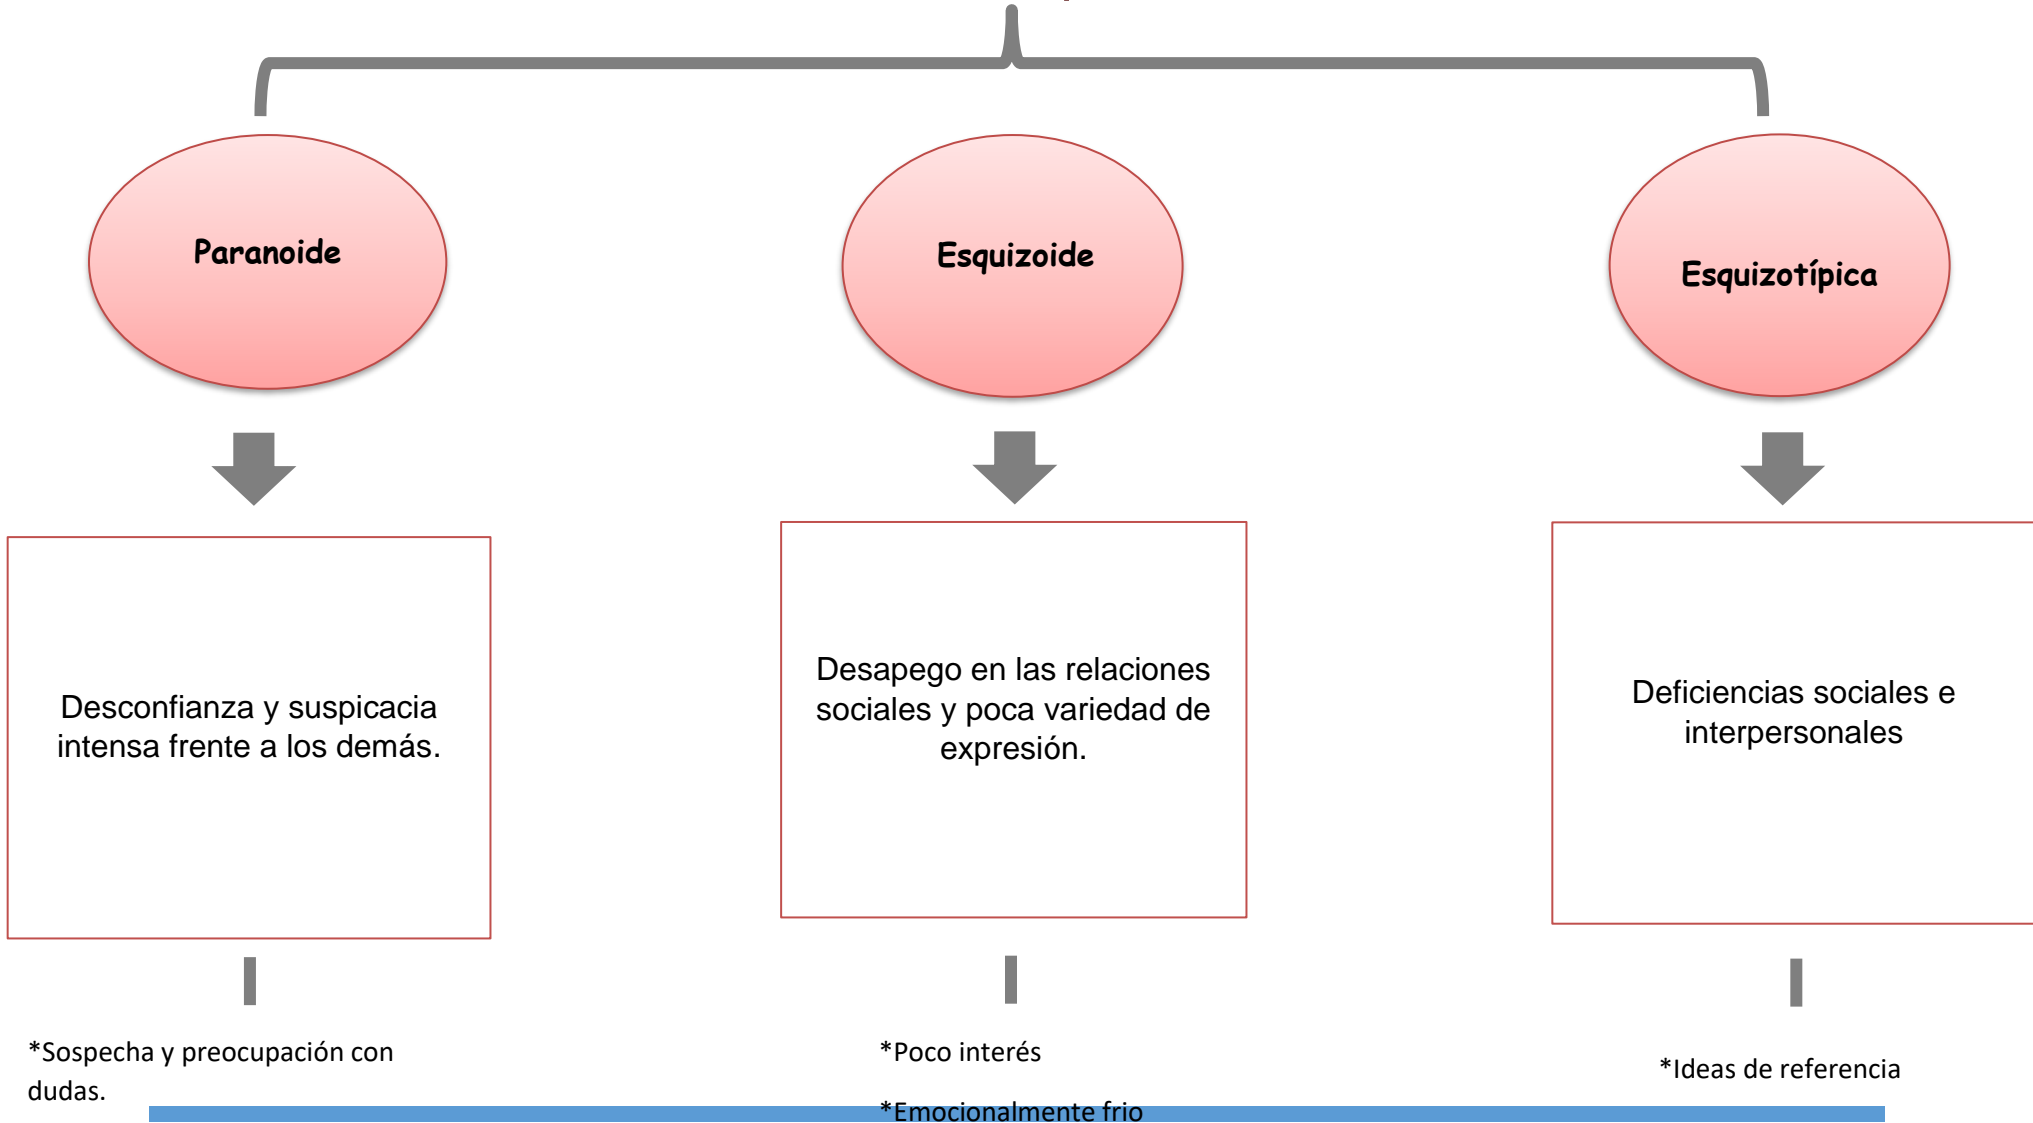 Paranoide
Esquizoide
Esquizotípica
Desconfianza y suspicacia
intensa frente a los demás.
Desapego en las relaciones
sociales y poca variedad de
expresión.
Deficiencias sociales e
interpersonales
*Sospecha y preocupación con
dudas.
*Poco interés
*Emocionalmente frio
*Ideas de referencia